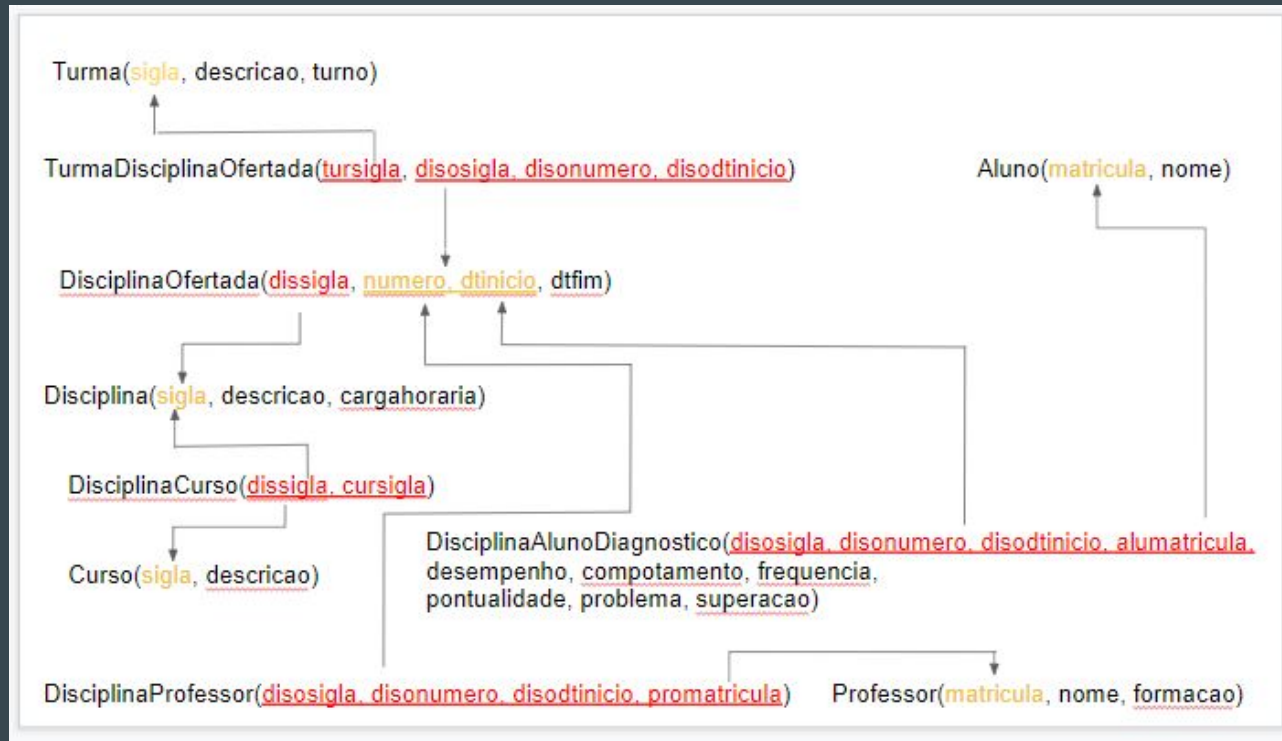 Turma(sigla, descricao, turno)
TurmaDisciplinaOfertada(tursigla, disosigla, disonumero, disodtinicio)
Aluno(matricula, nome)
DisciplinaOfertada(dissigla, numero, dtinicio, dtfim)
Disciplina(sigla, descricao, cargahoraria)
DisciplinaCurso(dissigla, cursigla)
Curso(sigla, descricao)
DisciplinaAlunoDiagnostico(disosigla, disonumero, disodtinicio, alumatricula,
desempenho, compotamento, frequencia,
pontualidade, problema, superacao)
DisciplinaProfessor(disosigla, disonumero, disodtinicio, promatricula)
Professor(matricula, nome, formacao)